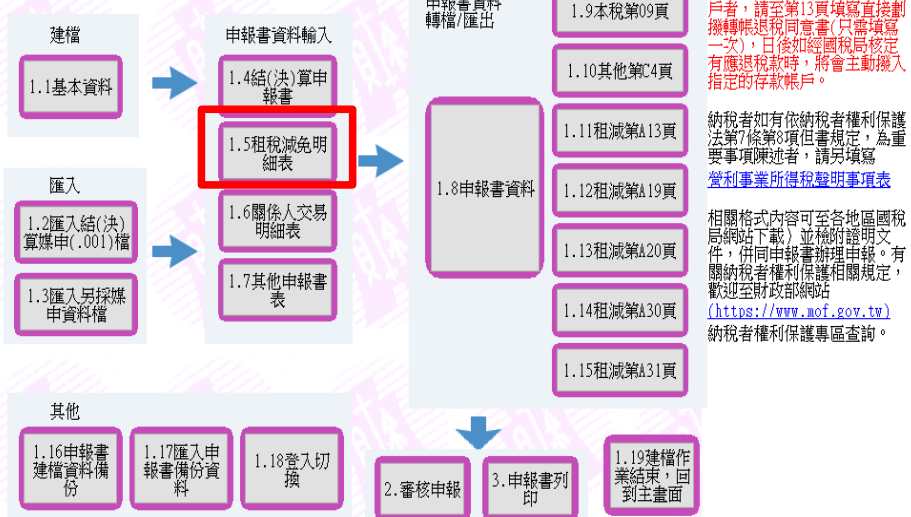 建檔
1.1基本資料
匯入
1.2匯入結(決)
算媒申(.001)檔
1.3匯入另採媒
申資料檔
申報書資料輸入
1.4結(決)算申
報書
1.5租稅減免明
細表
1.6關係人交易
明細表
1.7其他申報書
表
申報書資料
轉檔/匯出
1.8申報書資料
1.9本稅第09頁
1.10其他第C4頁
1.11租減第A13頁
1.12租減第A19頁
1.13租減第A20頁
1.14租減第A30頁
1.15租減第A31頁
戶者，請至第13頁填寫直接劃
撥轉帳退稅同意書(只需填寫
一次)，日後如經國稅局核定
有應退稅款時，將會主動撥入
指定的存款帳戶。
納稅者如有依納稅者權利保護
法第7條第8項但書規定，為重
要事項陳述者，請另填寫
營利事業所得稅聲明事項表
相關格式內容可至各地區國稅
局網站下載）並檢附證明文
件，併同申報書辦理申報。有
關納稅者權利保護相關規定，
歡迎至財政部網站
(https://www.mof.gov.tw)
納稅者權利保護專區查詢。
其他
1.16申報書
建檔資料備
份
1.17匯入申
報書備份資
料
1.18登入切
換
2.審核申報
3.申報書列
印
1.19建檔作
業結束，回
到主畫面